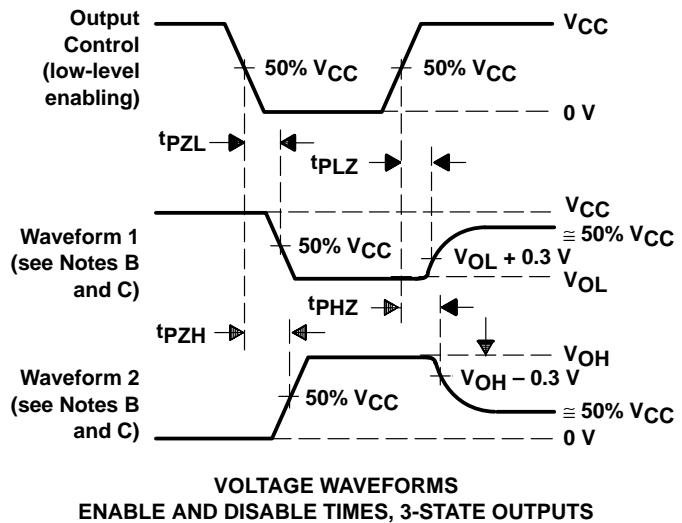 Output
Control
(low-level
enabling)
VCC
50% VCC
50% VCC
0 V
tPZL
tPLZ
VCC
Waveform 1
(see Notes B
and C)
50% VCC
≅ 50% VCC
VOL + 0.3 V
VOL
tPHZ
tPZH
VOH
Waveform 2
(see Notes B
and C)
50% VCC
VOH − 0.3 V
≅ 50% VCC
0 V
VOLTAGE WAVEFORMS
ENABLE AND DISABLE TIMES, 3-STATE OUTPUTS